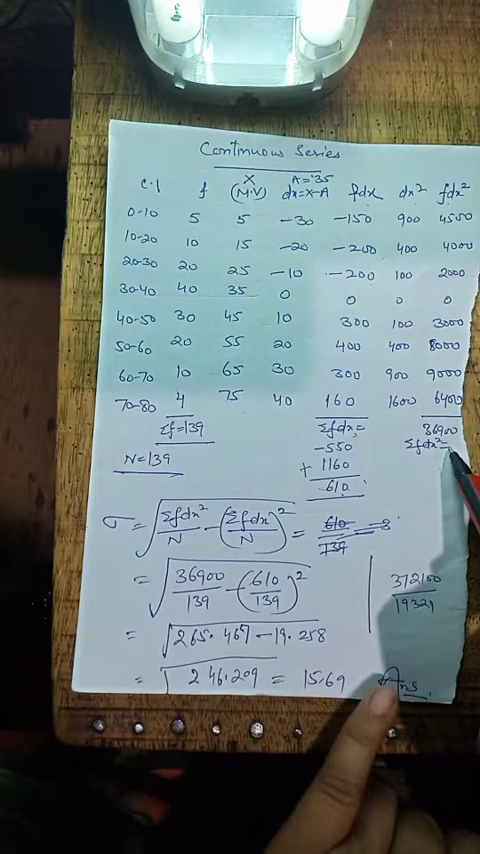 Continuous Series
A=35
C.I f X (M.V) dx=X-A fdx dx² fdx²
0-10 5 5 -30 -150 900 4500
10-20 10 15 -20 -200 400 4000
20-30 20 25 -10 -200 100 2000
30-40 40 35 0 0 0 0
40-50 30 45 10 300 100 3000
50-60 20 55 20 400 400 8000
60-70 10 65 30 300 900 9000
70-80 4 75 40 160 1600 6400
Σf=139 Σfdx= 36900
-550 Σfdx²=
N=139 + 1160
610
σ = √Σfdx²/N - (Σfdx/N)² = 610/139
= √36900/139 - (610/139)² 372100/19321
= √265.467 - 19.258
= √246.209 = 15.69 Ans.